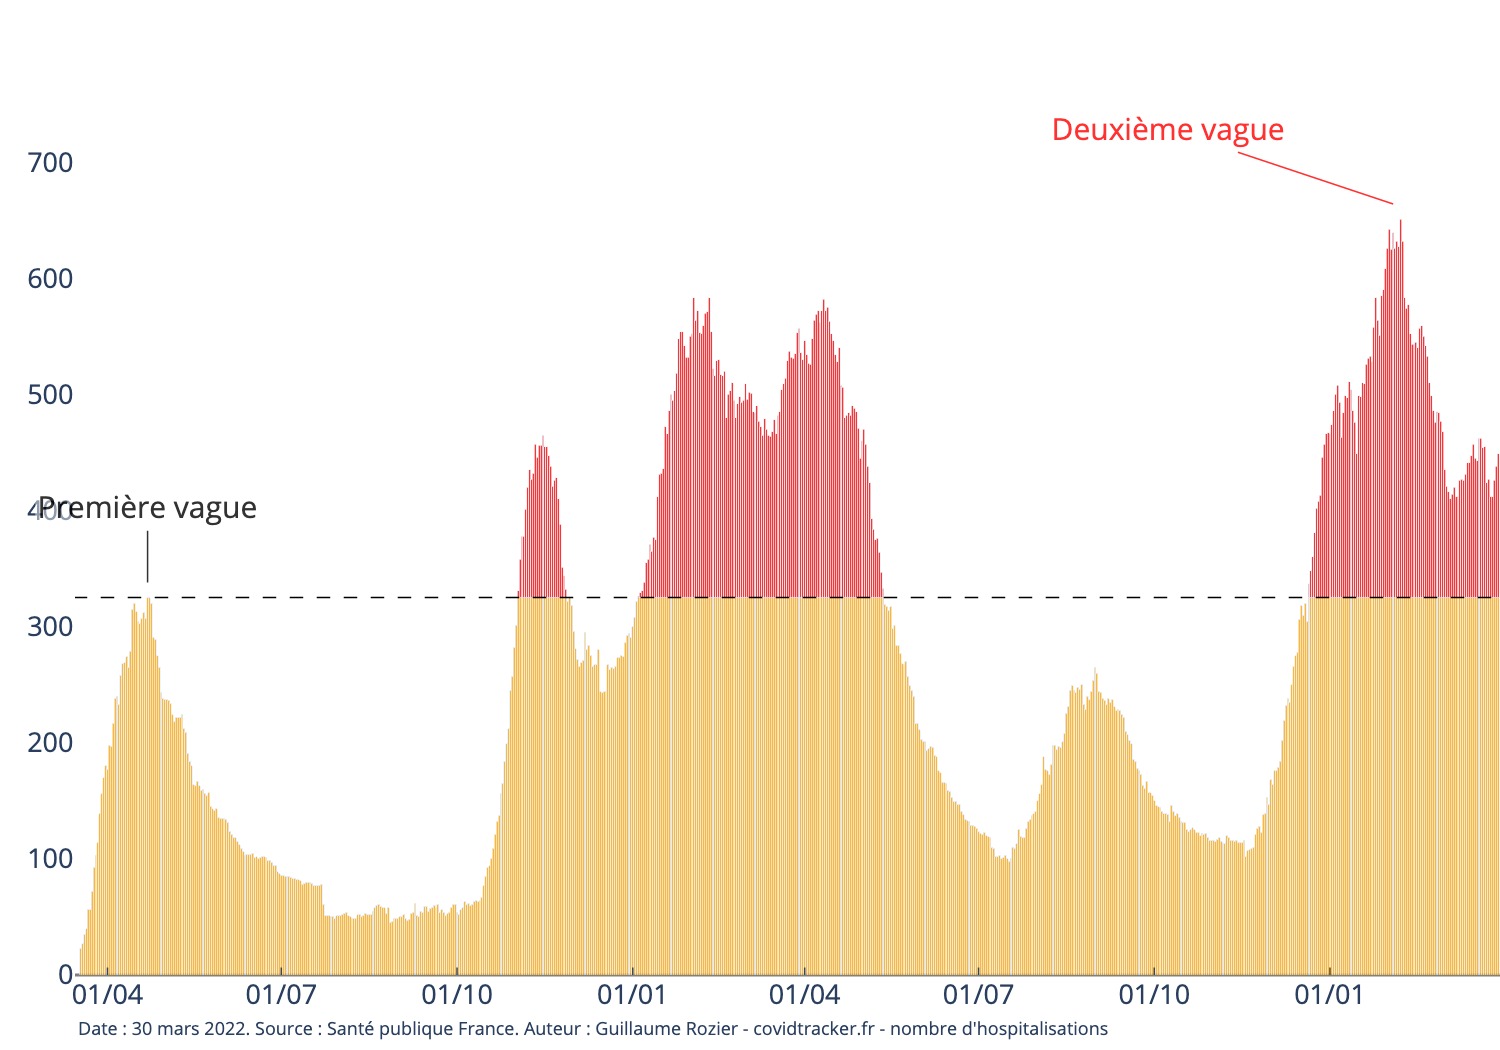 Deuxième vague
700
600
500
400
Première vague
300
200
100
0
01/04 01/07 01/10 01/01 01/04 01/07 01/10 01/01
Date : 30 mars 2022. Source : Santé publique France. Auteur : Guillaume Rozier - covidtracker.fr - nombre d'hospitalisations